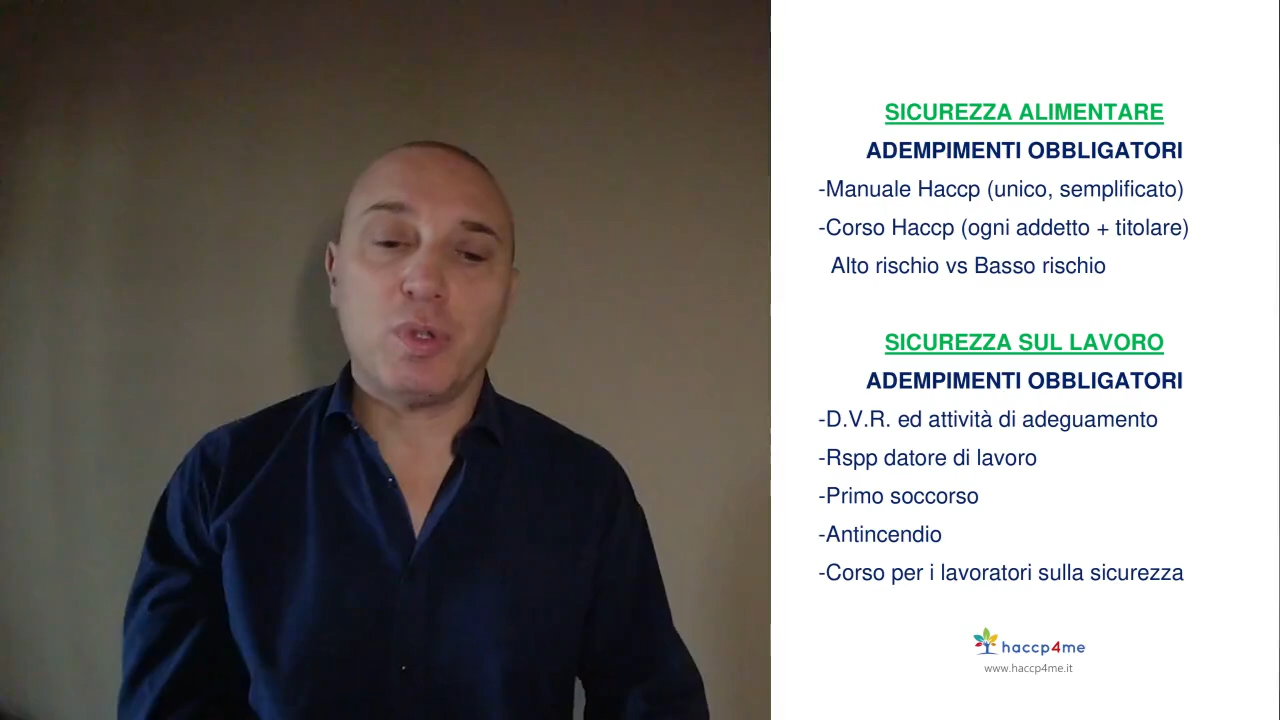 SICUREZZA ALIMENTARE
ADEMPIMENTI OBBLIGATORI
-Manuale Haccp (unico, semplificato)
-Corso Haccp (ogni addetto + titolare)
Alto rischio vs Basso rischio
SICUREZZA SUL LAVORO
ADEMPIMENTI OBBLIGATORI
-D.V.R. ed attività di adeguamento
-Rspp datore di lavoro
-Primo soccorso
-Antincendio
-Corso per i lavoratori sulla sicurezza
haccp4me
www.haccp4me.it